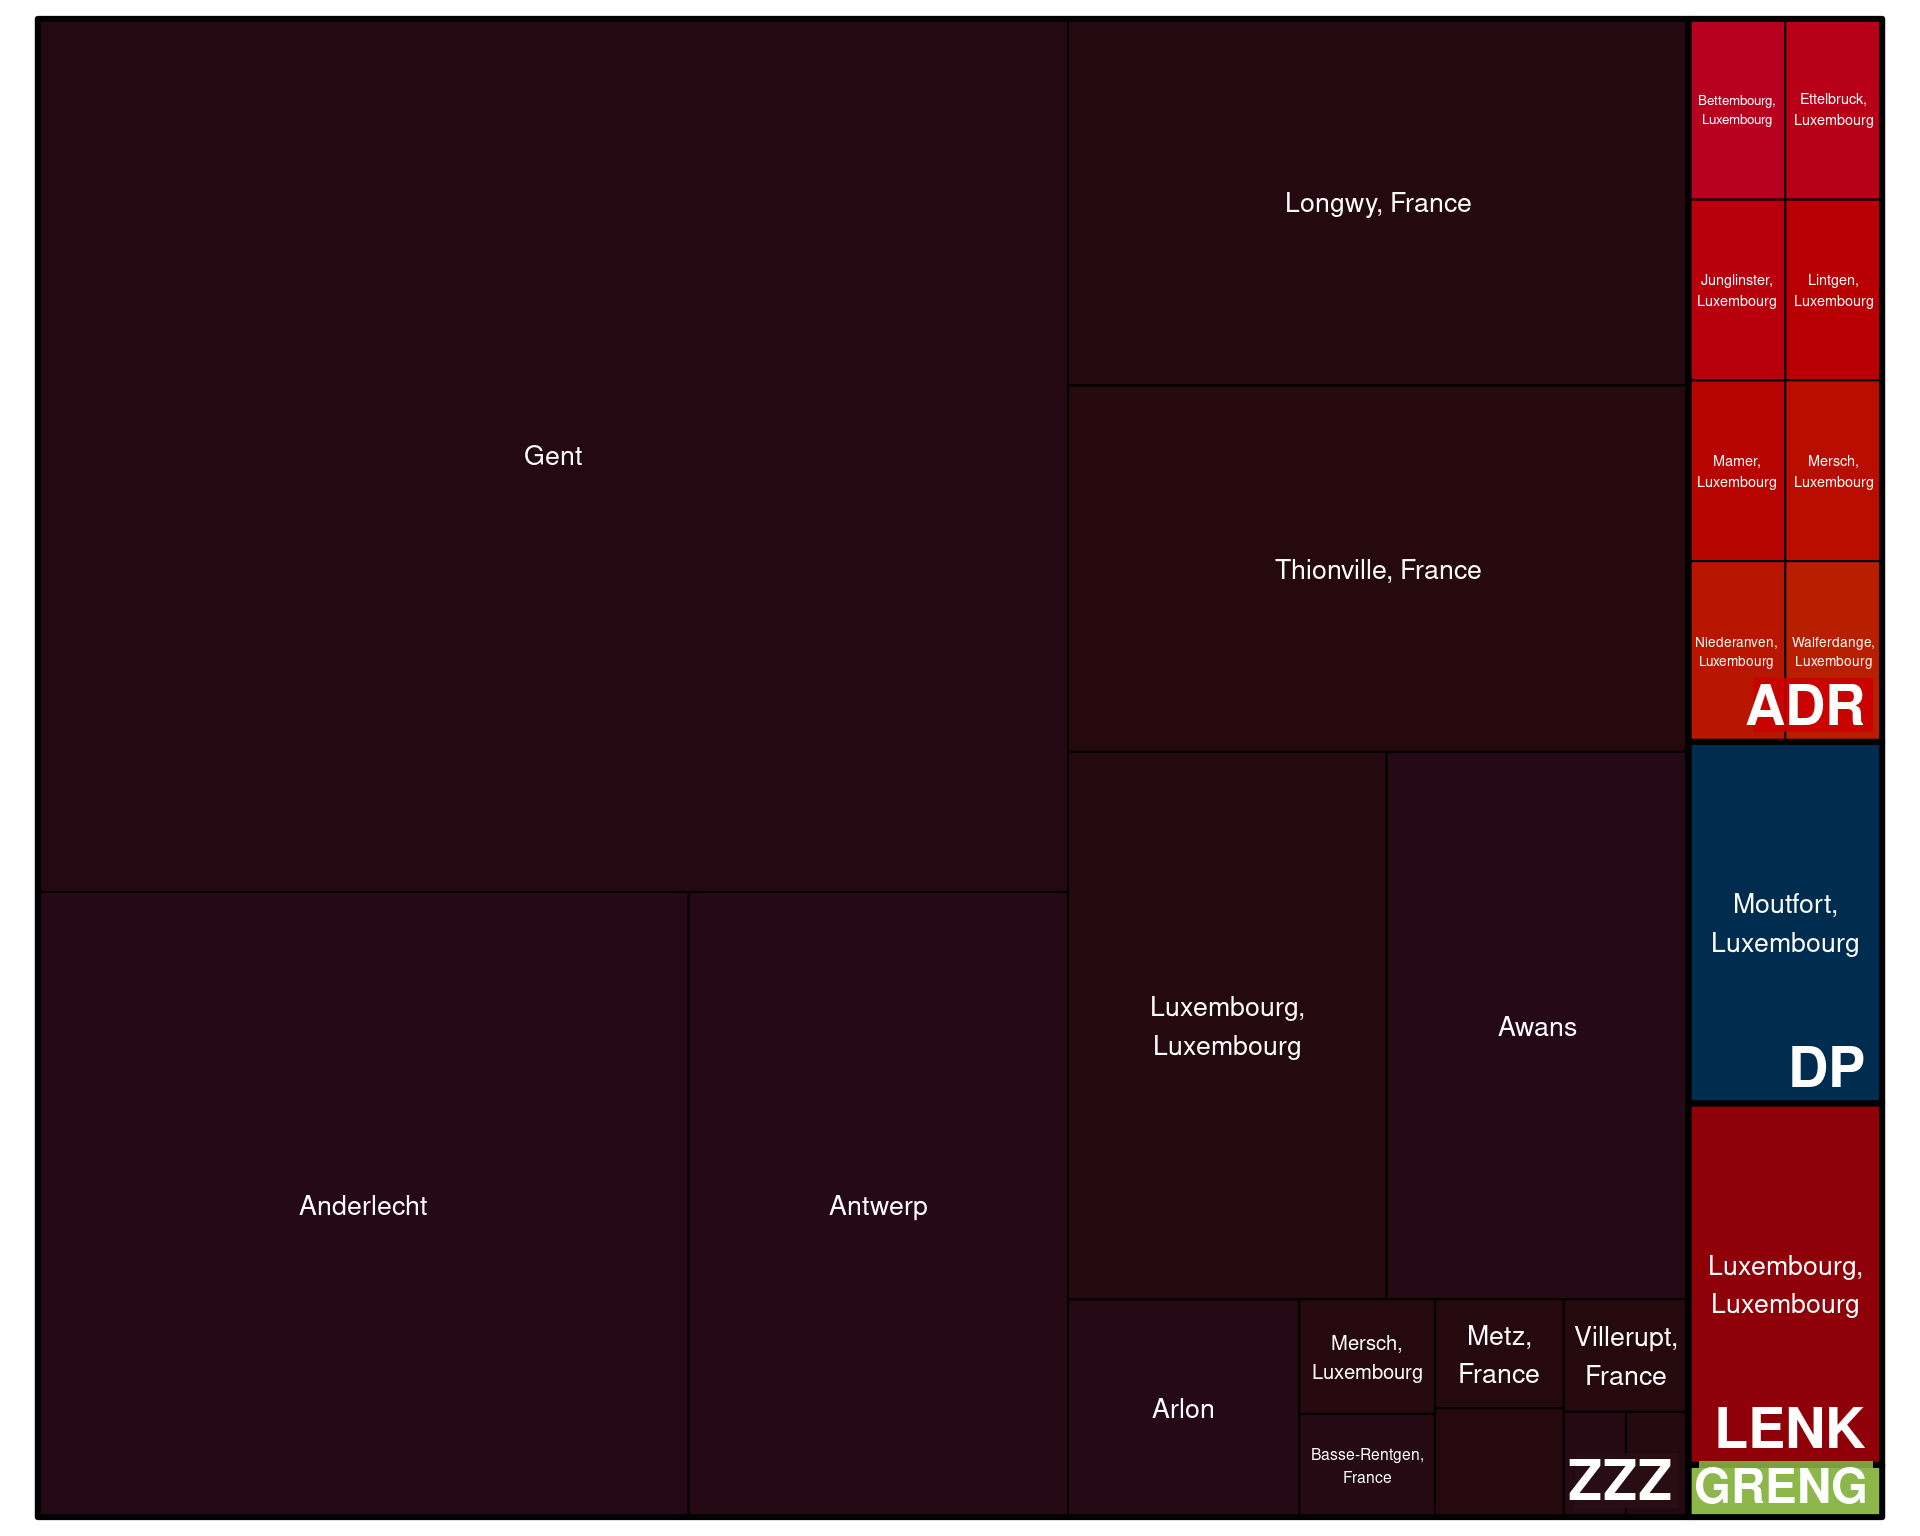 Gent
Anderlecht
Antwerp
Longwy, France
Thionville, France
Luxembourg,
Luxembourg
Awans
Arlon
Mersch,
Luxembourg
Basse-Rentgen,
France
Metz,
France
Villerupt,
France
ZZZ
Bettembourg,
Luxembourg
Ettelbruck,
Luxembourg
Junglinster,
Luxembourg
Lintgen,
Luxembourg
Mamer,
Luxembourg
Mersch,
Luxembourg
Niederanven,
Luxembourg
Walferdange,
Luxembourg
ADR
Moutfort,
Luxembourg
DP
Luxembourg,
Luxembourg
LENK
GRENG